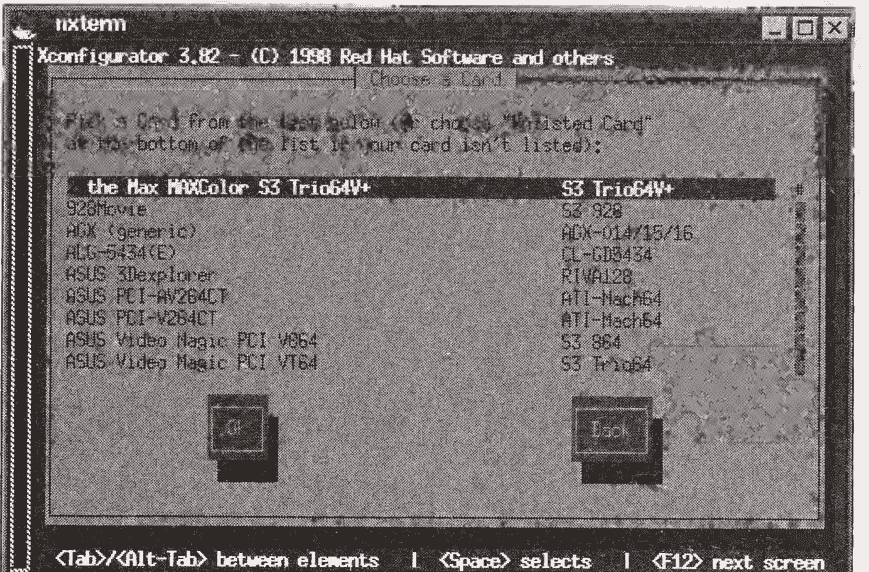 nxterm
Xconfigurator 3.82 - (C) 1998 Red Hat Software and others
Choose a Card
Pick a Card from the list below (or choose "Unlisted Card"
at the bottom of the list if your card isn't listed):
2 the Max MAXColor S3 Trio64V+ S3 Trio64V+
928Movie S3 928
AGX (generic) AGX-014/15/16
ALG-5434(E) CL-GD5434
ASUS 3Dexplorer RIVA128
ASUS PCI-AV264CT ATI-Mach64
ASUS PCI-V264CT ATI-Mach64
ASUS Video Magic PCI V864 S3 864
ASUS Video Magic PCI VT64 S3 Trio64
Ok Back
<Tab>/<Alt-Tab> between elements | <Space> selects | <F12> next screen